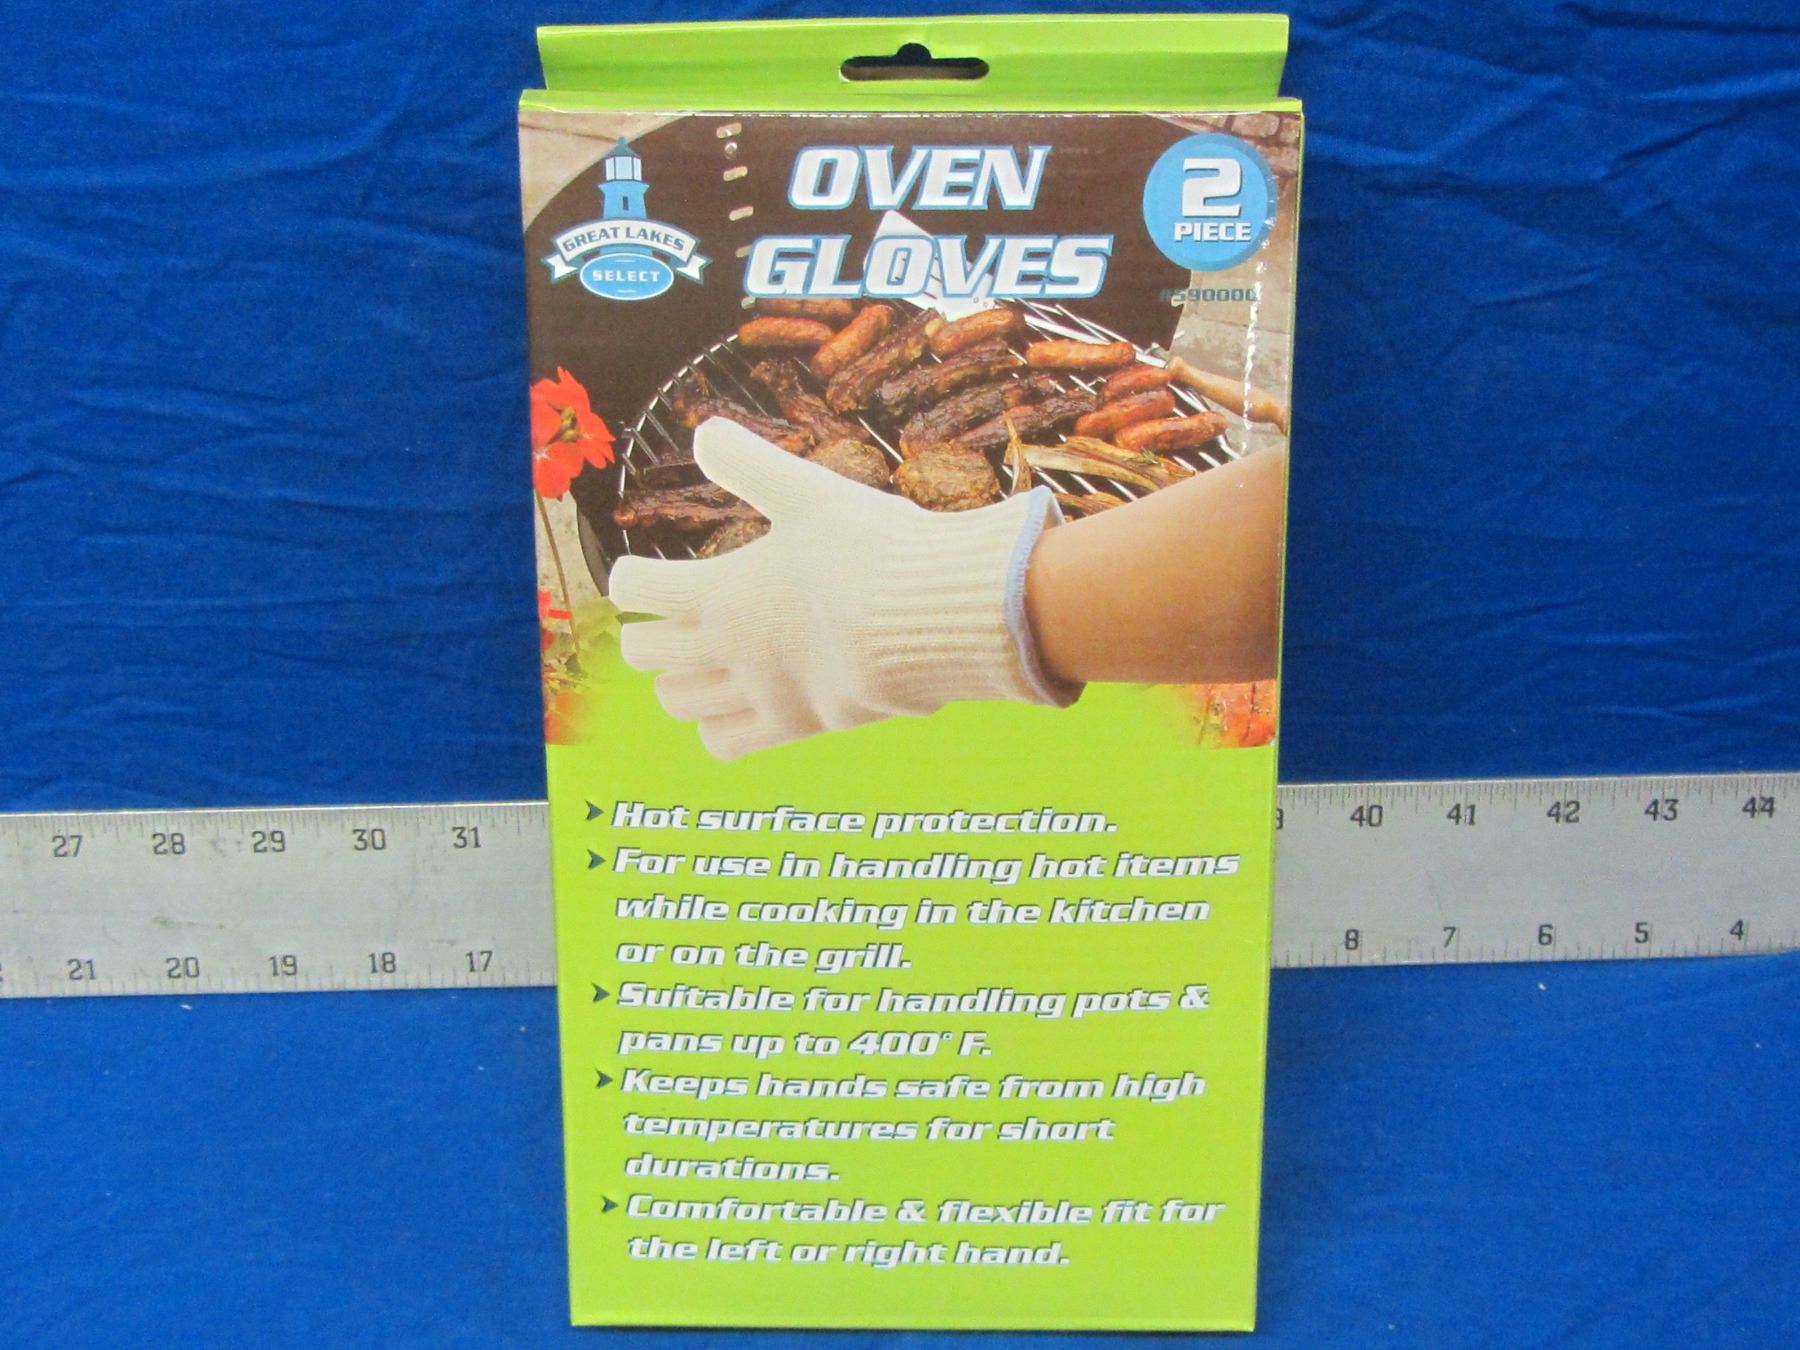 OVEN
GLOVES
2
PIECE
GREAT LAKES
SELECT
Hot surface protection.
For use in handling hot items
while cooking in the kitchen
or on the grill.
Suitable for handling pots &
pans up to 400° F.
Keeps hands safe from high
temperatures for short
durations.
Comfortable & flexible fit for
the left or right hand.
27 28 29 30 31 40 41 42 43 44
21 20 19 18 17 8 7 6 5 4